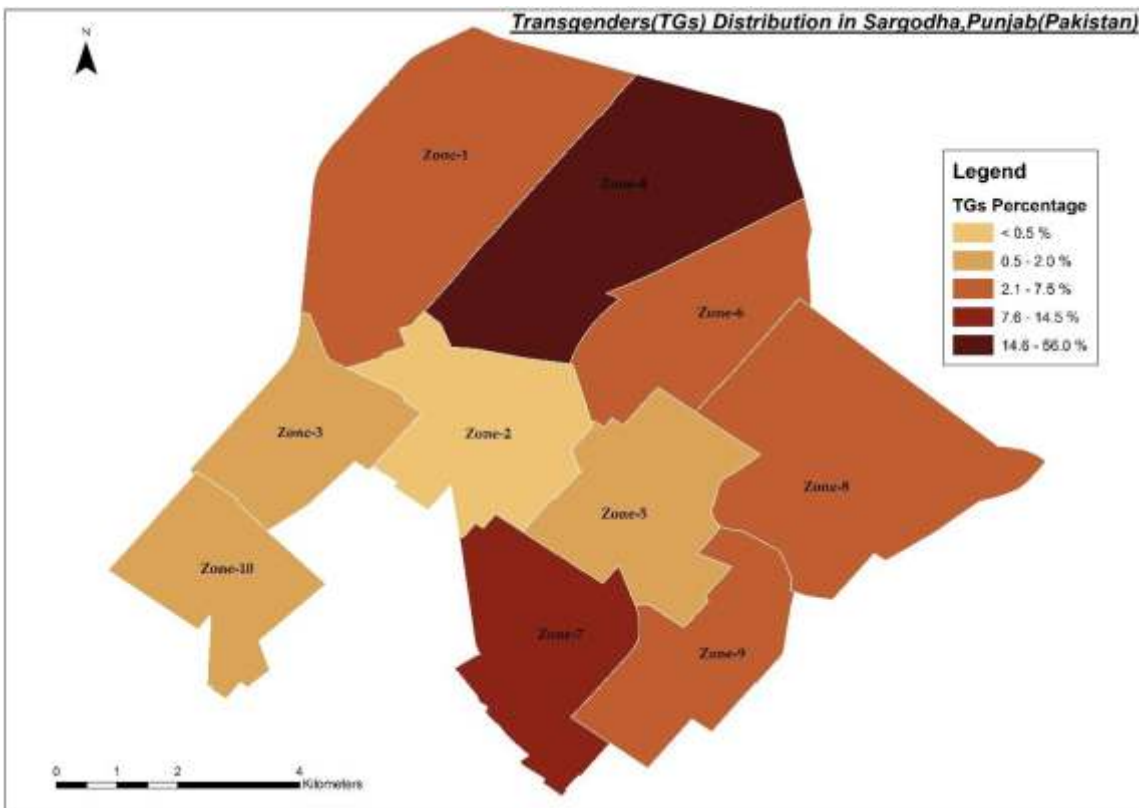 Transgenders(TGs) Distribution in Sargodha,Punjab(Pakistan)
N
Zone-1
Zone-4
Legend
TGs Percentage
< 0.5 %
0.5 - 2.0 %
2.1 - 7.5 %
7.6 - 14.5 %
14.6 - 56.0 %
Zone-6
Zone-3
Zone-2
Zone-8
Zone-5
Zone-10
Zone-7
Zone-9
0 1 2 4
Kilometers